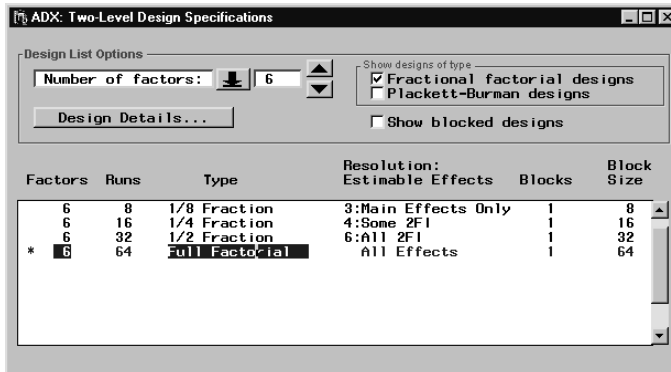 ADX: Two-Level Design Specifications
Design List Options
Number of factors: 6
Design Details...
Show designs of type
Fractional factorial designs
Plackett-Burman designs
Show blocked designs
Resolution: Block
Factors Runs Type Estimable Effects Blocks Size
6 8 1/8 Fraction 3:Main Effects Only 1 8
6 16 1/4 Fraction 4:Some 2FI 1 16
6 32 1/2 Fraction 6:All 2FI 1 32
* 6 64 Full Factorial All Effects 1 64